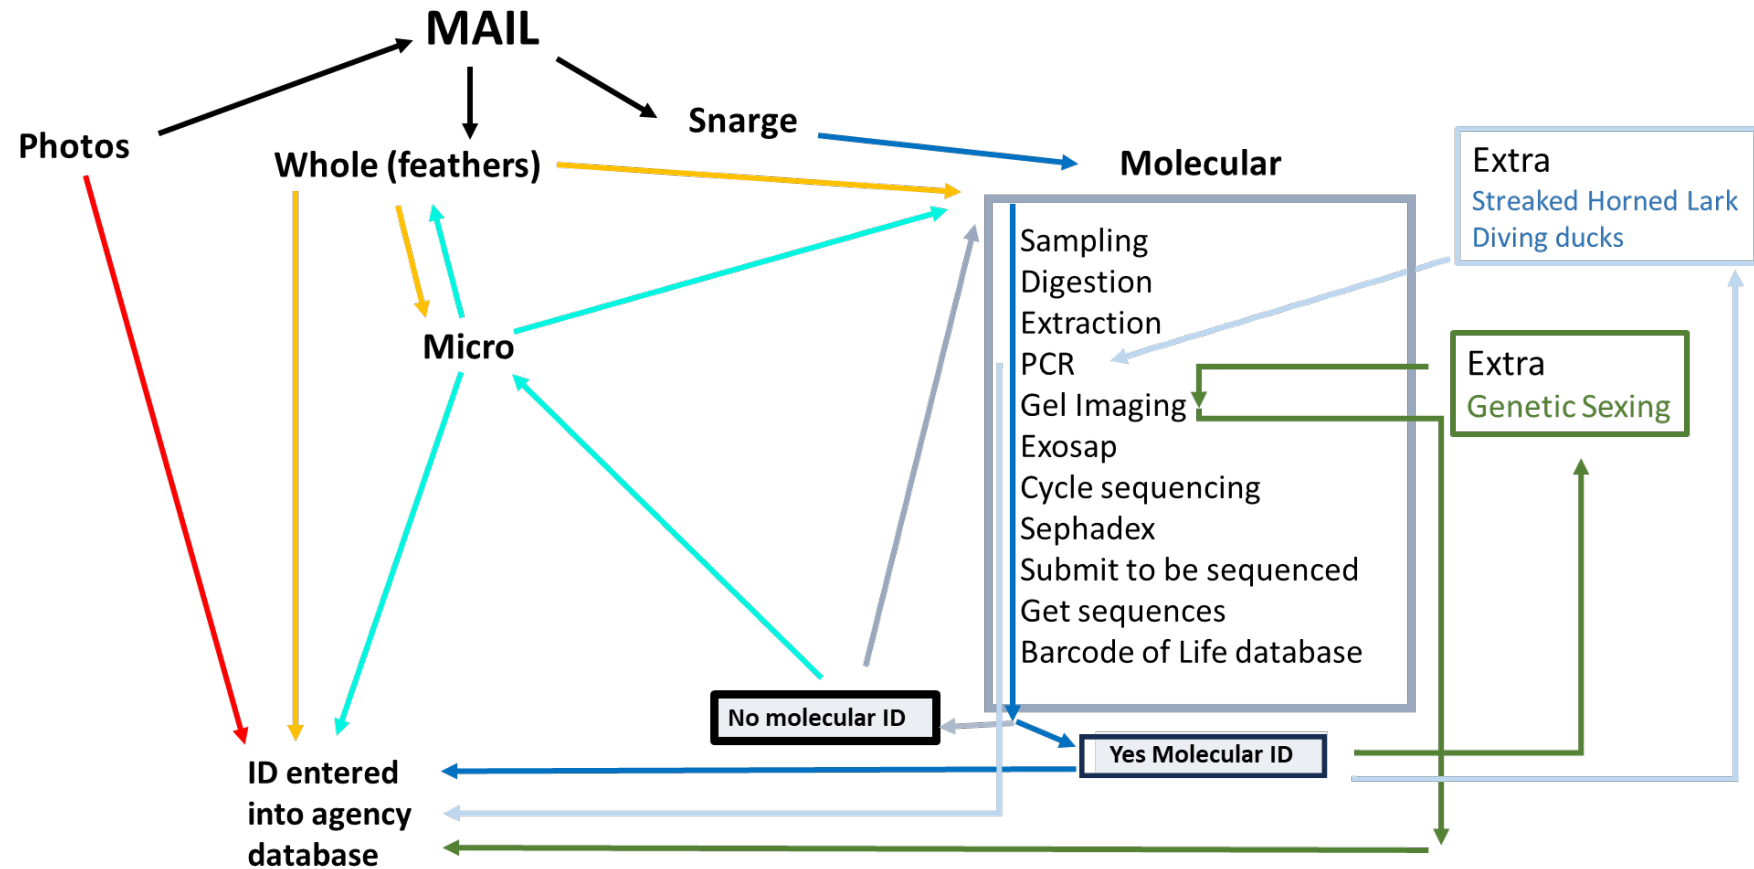 MAIL
Photos
Snarge
Whole (feathers)
Micro
Molecular
Sampling
Digestion
Extraction
PCR
Gel Imaging
Exosap
Cycle sequencing
Sephadex
Submit to be sequenced
Get sequences
Barcode of Life database
Extra
Streaked Horned Lark
Diving ducks
Extra
Genetic Sexing
No molecular ID
Yes Molecular ID
ID entered
into agency
database